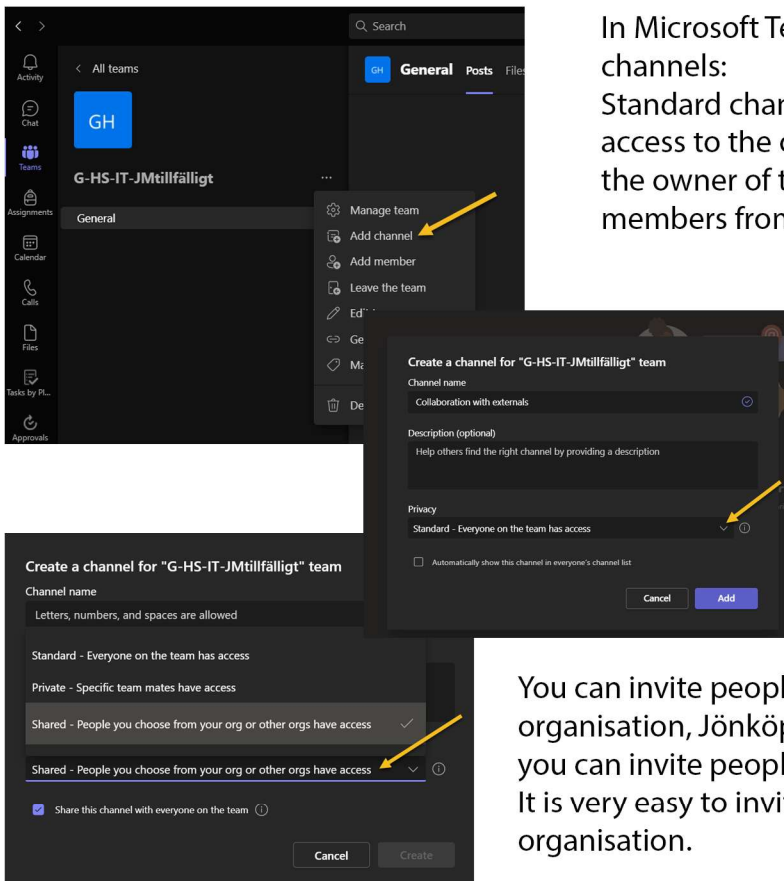 Search
Activity
Chat
Teams
Assignments
Calendar
Calls
Files
Tasks by Pl...
Approvals
< All teams
GH
G-HS-IT-JMtillfälligt
...
General
GH General Posts Files
Manage team
Add channel
Add member
Leave the team
Ge
Ma
De
In Microsoft
channels:
Standard
access to the
the owner of
members
Create a channel for "G-HS-IT-JMtillfälligt" team
Channel name
Collaboration with externals
Description (optional)
Help others find the right channel by providing a description
Privacy
Standard - Everyone on the team has access
Automatically show this channel in everyone's channel list
Cancel Add
Create a channel for "G-HS-IT-JMtillfälligt" team
Channel name
Letters, numbers, and spaces are allowed
Standard - Everyone on the team has access
Private - Specific team mates have access
Shared - People you choose from your org or other orgs have access
Shared - People you choose from your org or other orgs have access
Share this channel with everyone on the team
Cancel Create
You can invite
organisation,
you can invite
It is very easy to
organisation.